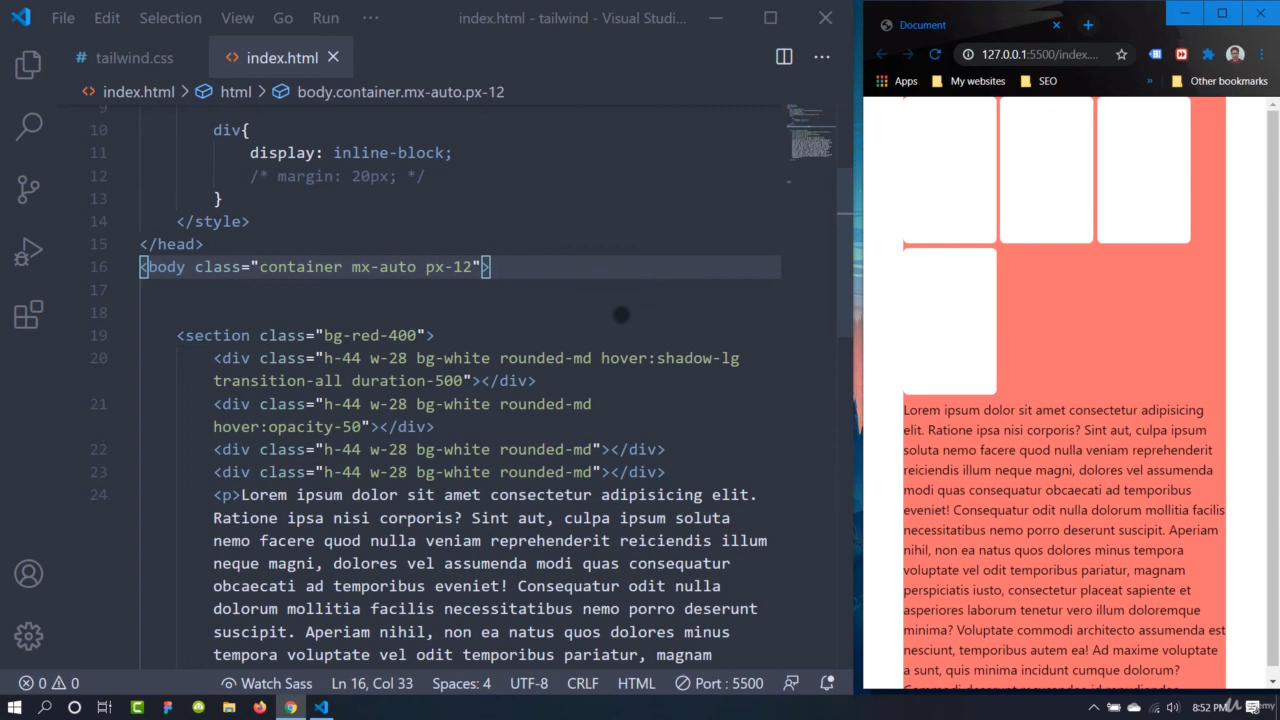 File Edit Selection View Go Run ··· index.html - tailwind - Visual Studi...
# tailwind.css <> index.html
<> index.html > html > body.container.mx-auto.px-12
9
10 div{
11 display: inline-block;
12 /* margin: 20px; */
13 }
14 </style>
15 </head>
16 <body class="container mx-auto px-12">
17
18
19 <section class="bg-red-400">
20 <div class="h-44 w-28 bg-white rounded-md hover:shadow-lg
transition-all duration-500"></div>
21 <div class="h-44 w-28 bg-white rounded-md
hover:opacity-50"></div>
22 <div class="h-44 w-28 bg-white rounded-md"></div>
23 <div class="h-44 w-28 bg-white rounded-md"></div>
24 <p>Lorem ipsum dolor sit amet consectetur adipisicing elit.
Ratione ipsa nisi corporis? Sint aut, culpa ipsum soluta
nemo facere quod nulla veniam reprehenderit reiciendis illum
neque magni, dolores vel assumenda modi quas consequatur
obcaecati ad temporibus eveniet! Consequatur odit nulla
dolorum mollitia facilis necessitatibus nemo porro deserunt
suscipit. Aperiam nihil, non ea natus quos dolores minus
tempora voluptate vel odit temporibus pariatur, magnam
0 0 Watch Sass Ln 16, Col 33 Spaces: 4 UTF-8 CRLF HTML Port : 5500
Document
127.0.0.1:5500/index....
Apps My websites SEO » Other bookmarks
Lorem ipsum dolor sit amet consectetur adipisicing
elit. Ratione ipsa nisi corporis? Sint aut, culpa ipsum
soluta nemo facere quod nulla veniam reprehenderit
reiciendis illum neque magni, dolores vel assumenda
modi quas consequatur obcaecati ad temporibus
eveniet! Consequatur odit nulla dolorum mollitia facilis
necessitatibus nemo porro deserunt suscipit. Aperiam
nihil, non ea natus quos dolores minus tempora
voluptate vel odit temporibus pariatur, magnam
perspiciatis iusto, consectetur placeat sapiente et
asperiores laborum tenetur vero illum doloremque
minima? Voluptate commodi architecto assumenda est
nesciunt, temporibus autem ea! Ad maxime voluptate
a sunt, quis minima incidunt cumque dolorum?
8:52 PM